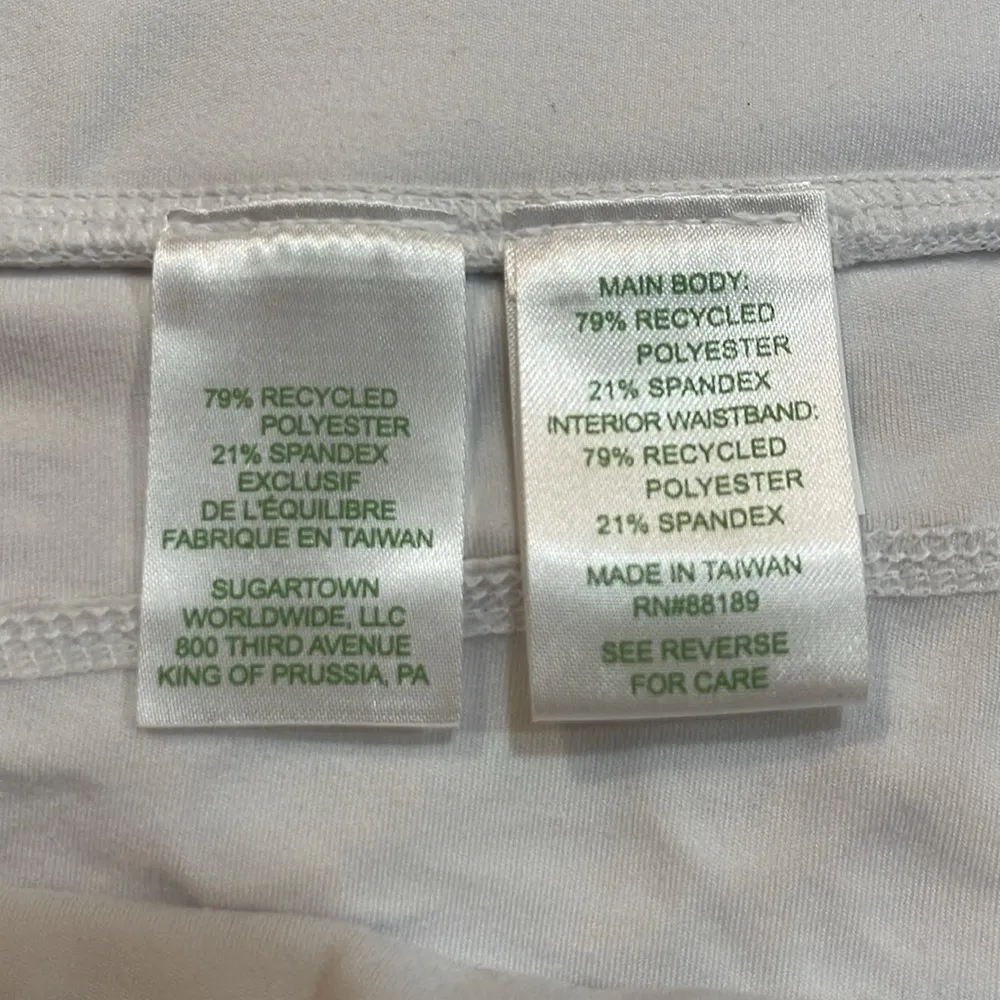 79% RECYCLED
POLYESTER
21% SPANDEX
EXCLUSIF
DE L'ÉQUILIBRE
FABRIQUE EN TAIWAN
SUGARTOWN
WORLDWIDE, LLC
800 THIRD AVENUE
KING OF PRUSSIA, PA
MAIN BODY:
79% RECYCLED
POLYESTER
21% SPANDEX
INTERIOR WAISTBAND:
79% RECYCLED
POLYESTER
21% SPANDEX
MADE IN TAIWAN
RN#88189
SEE REVERSE
FOR CARE